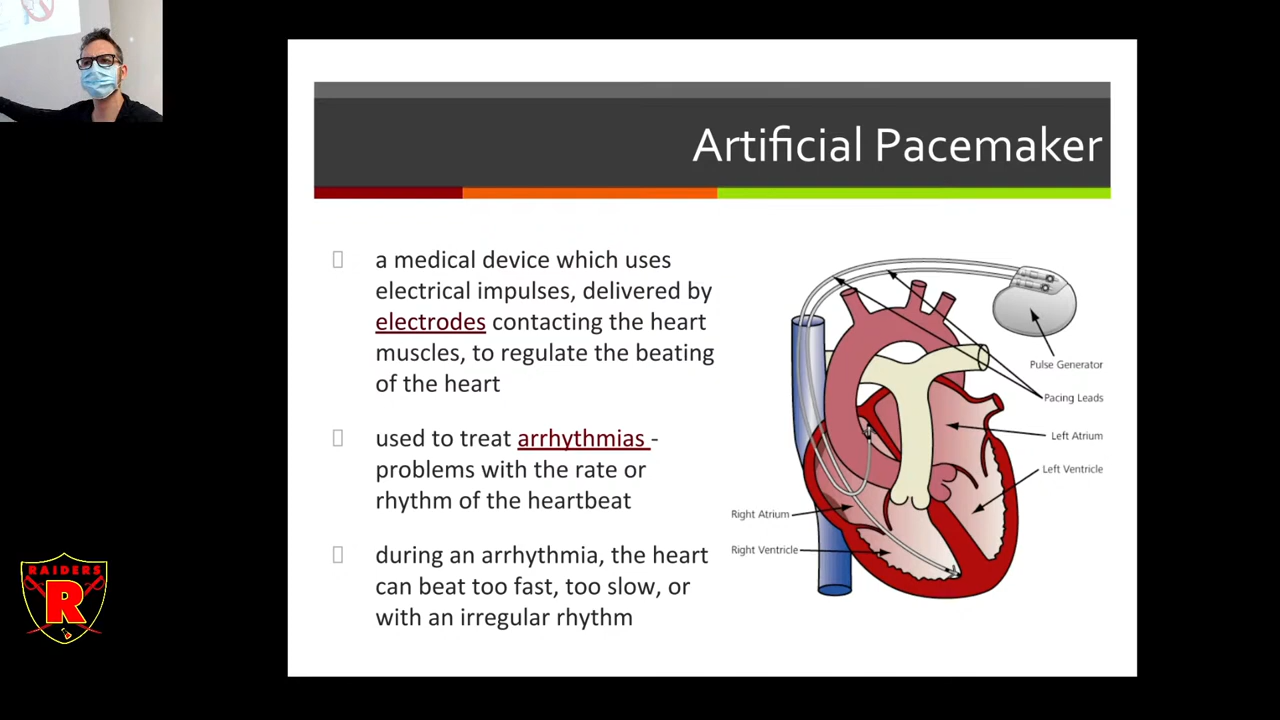 Artificial Pacemaker
a medical device which uses
electrical impulses, delivered by
electrodes contacting the heart
muscles, to regulate the beating
of the heart
used to treat arrhythmias -
problems with the rate or
rhythm of the heartbeat
during an arrhythmia, the heart
can beat too fast, too slow, or
with an irregular rhythm
Pulse Generator
Pacing Leads
Left Atrium
Left Ventricle
Right Atrium
Right Ventricle
RAIDERS
R